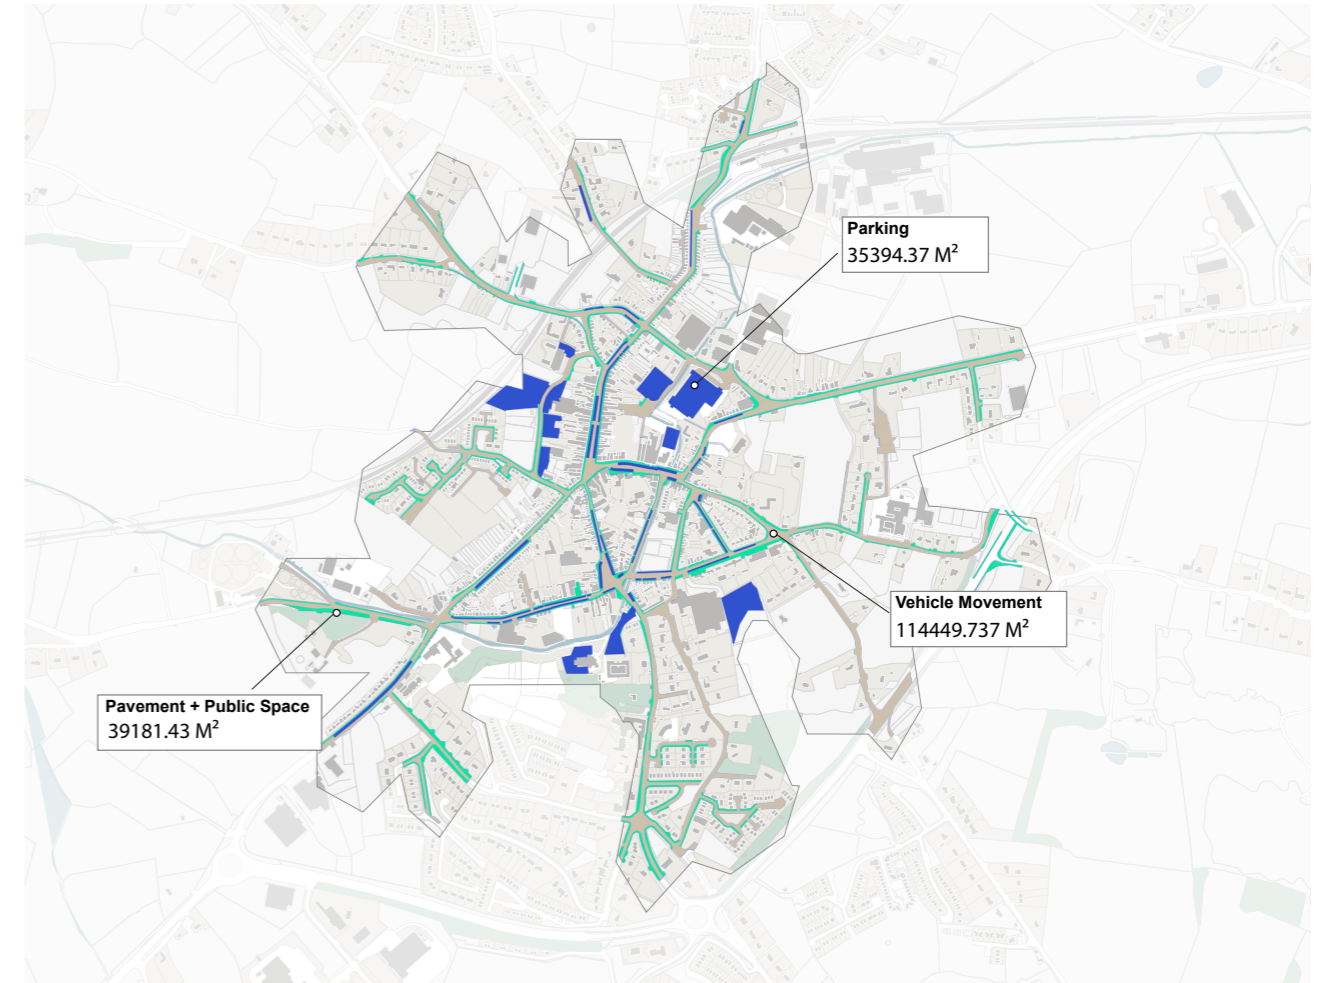 Parking
35394.37 M²
Vehicle Movement
114449.737 M²
Pavement + Public Space
39181.43 M²